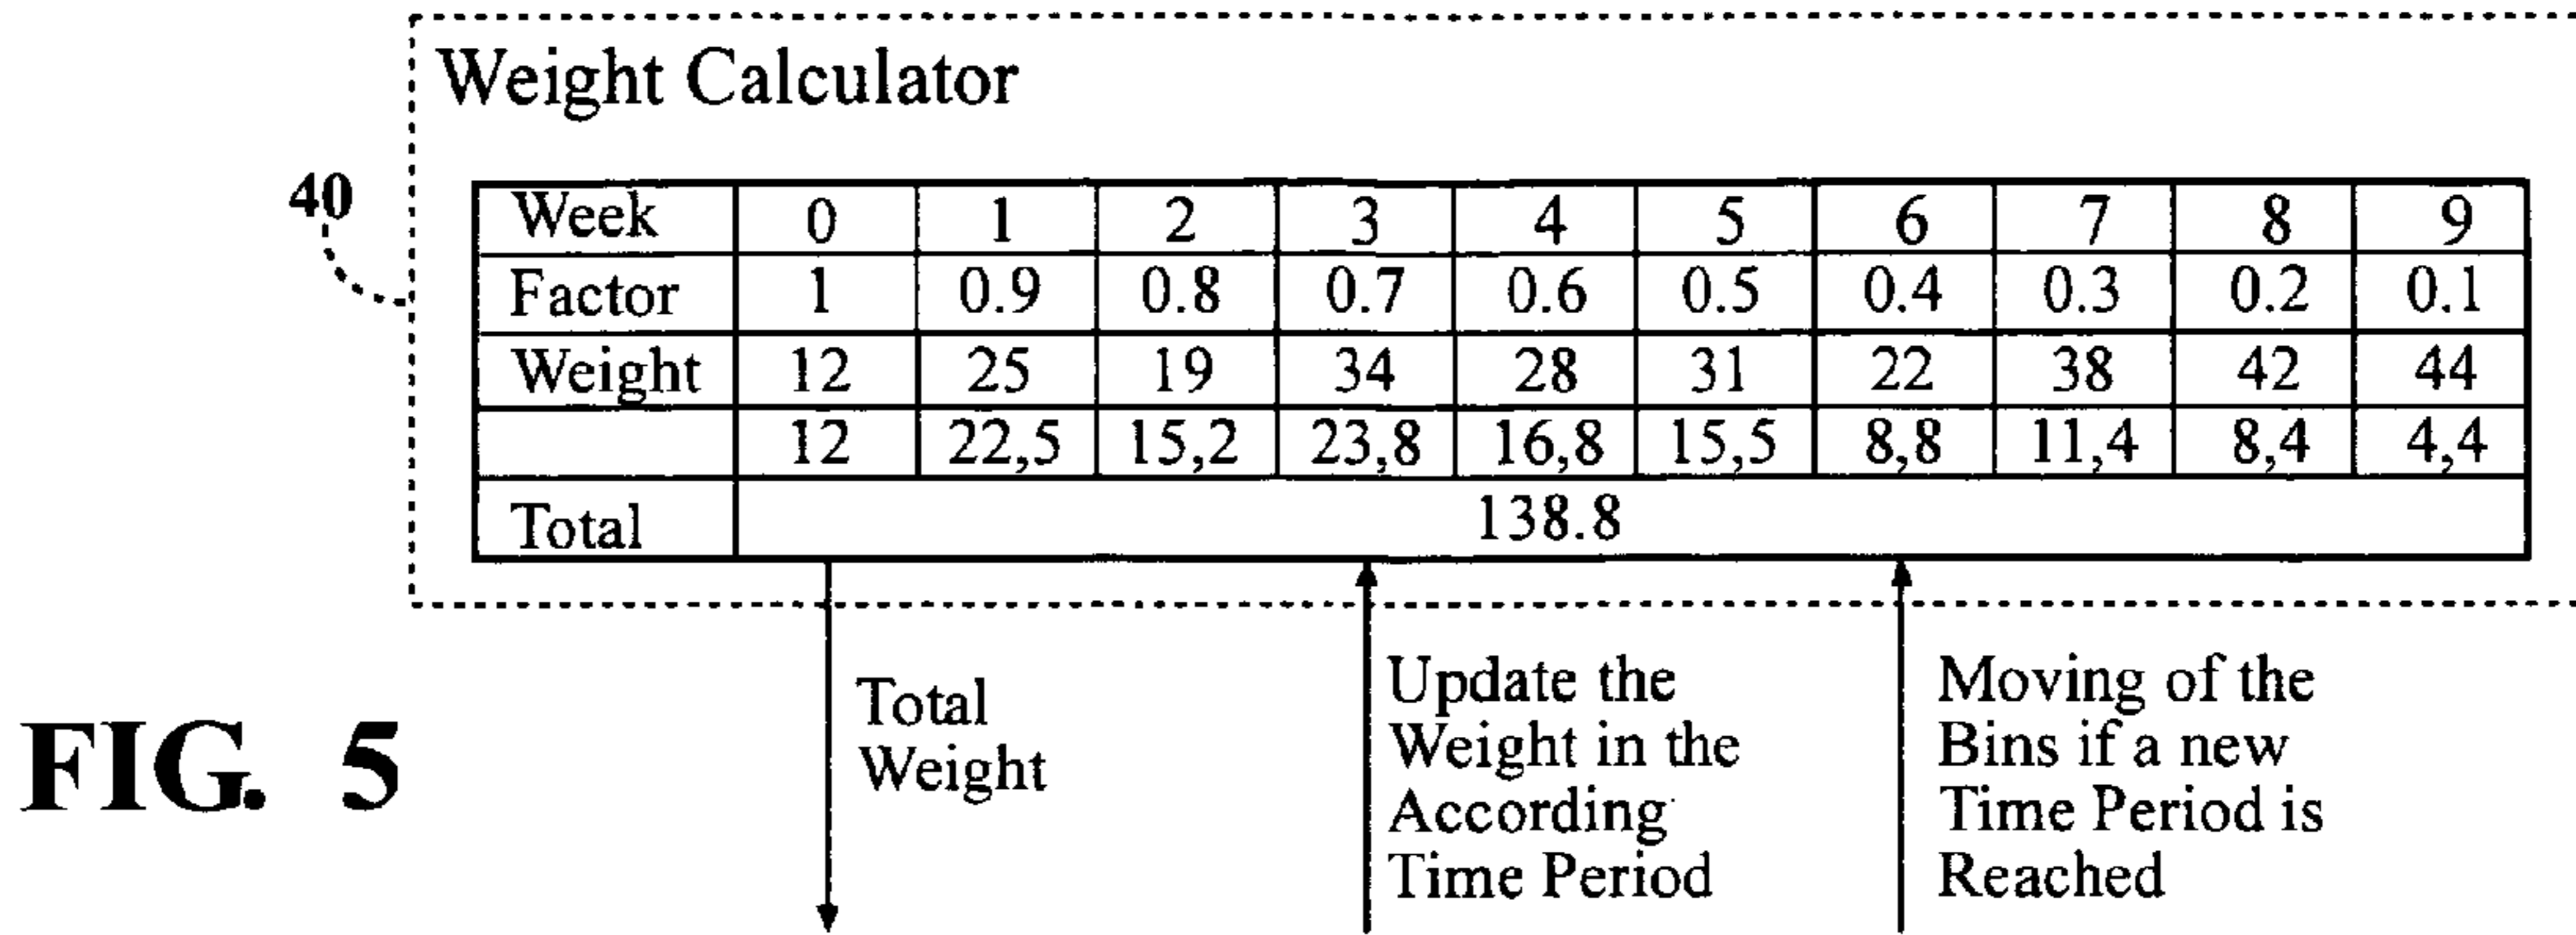 Weight Calculator
40
Week 0 1 2 3 4 5 6 7 8 9
Factor 1 0.9 0.8 0.7 0.6 0.5 0.4 0.3 0.2 0.1
Weight 12 25 19 34 28 31 22 38 42 44
12 22,5 15,2 23,8 16,8 15,5 8,8 11,4 8,4 4,4
Total 138.8
Total
Weight
Update the
Weight in the
According
Time Period
Moving of the
Bins if a new
Time Period is
Reached
FIG. 5